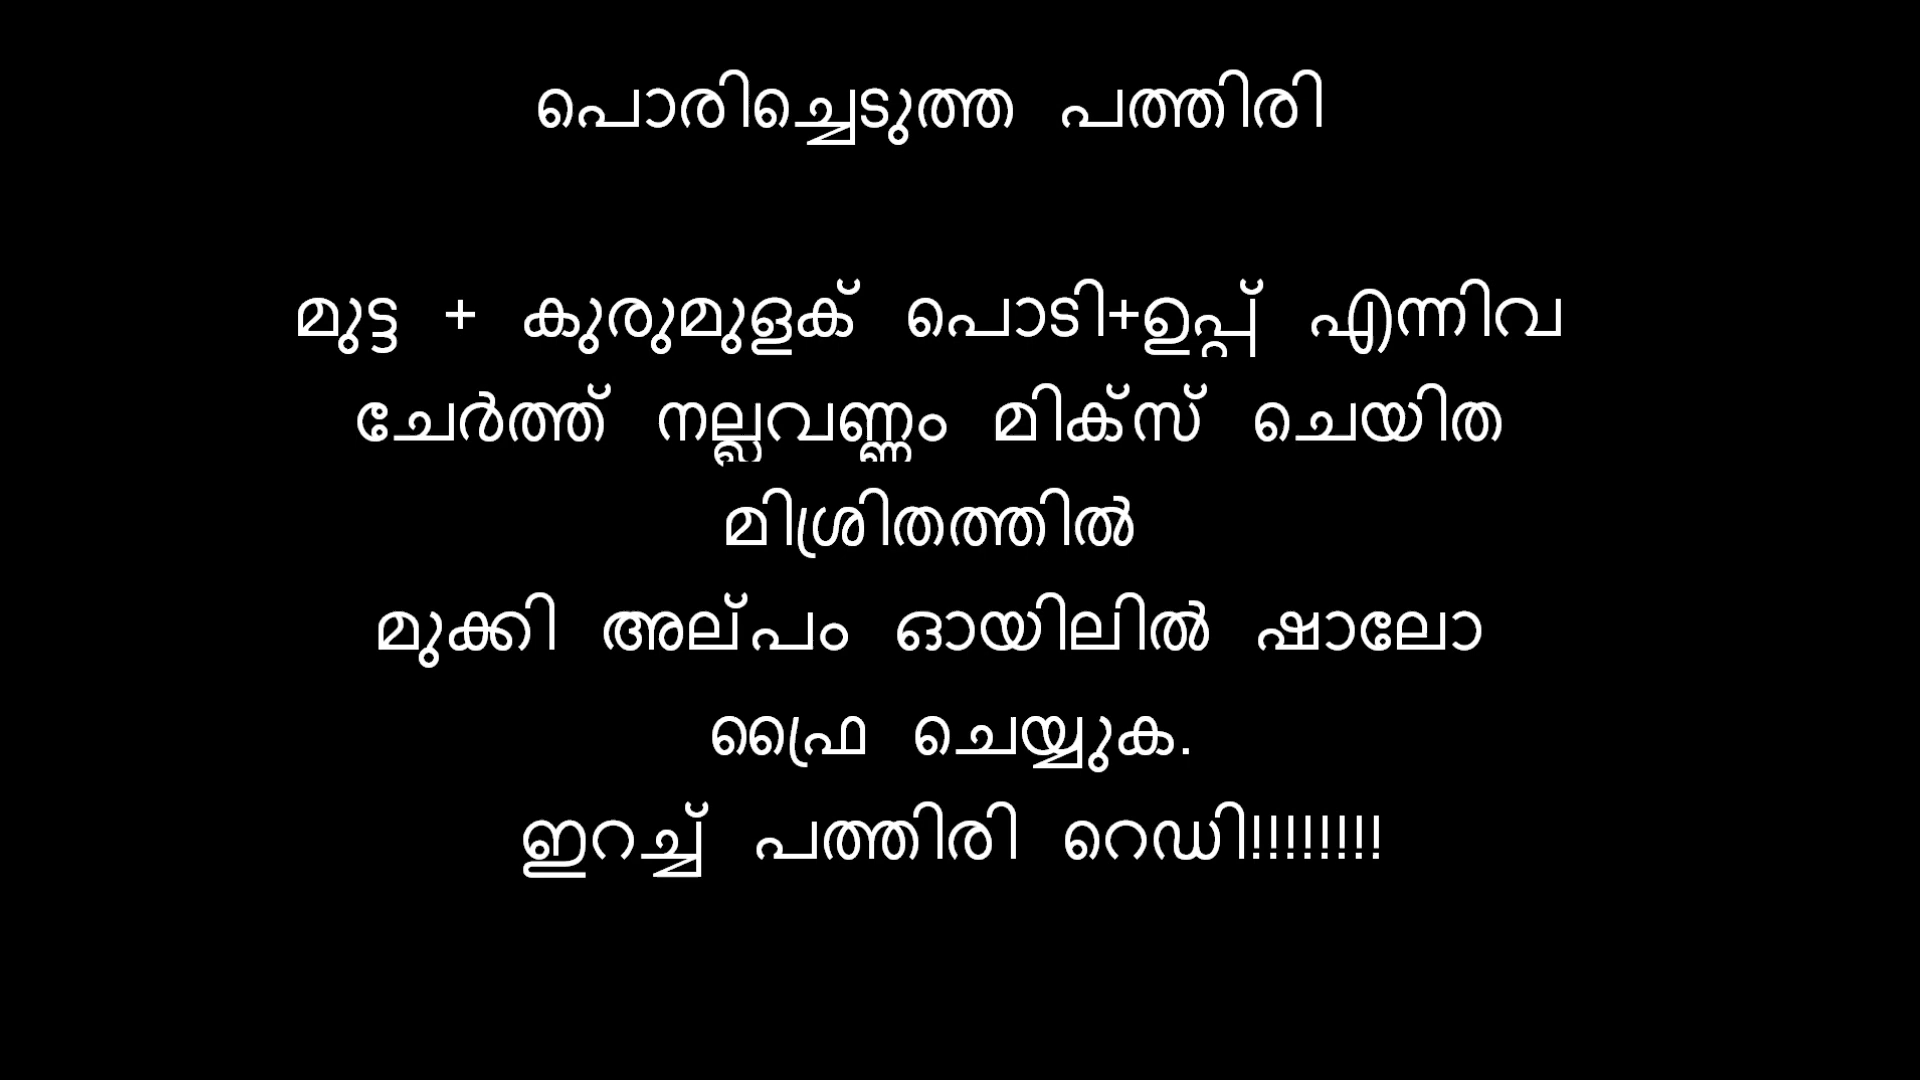 പൊരിച്ചെടുത്ത പത്തിരി
മുട്ട + കുരുമുളക് പൊടി+ഉപ്പ് എന്നിവ
ചേർത്ത് നല്ലവണ്ണം മിക്സ് ചെയിത
മിശ്രിതത്തിൽ
മുക്കി അല്പം ഓയിലിൽ ഷാലോ
ഫ്രൈ ചെയ്യുക.
ഇറച്ച് പത്തിരി റെഡി!!!!!!!!